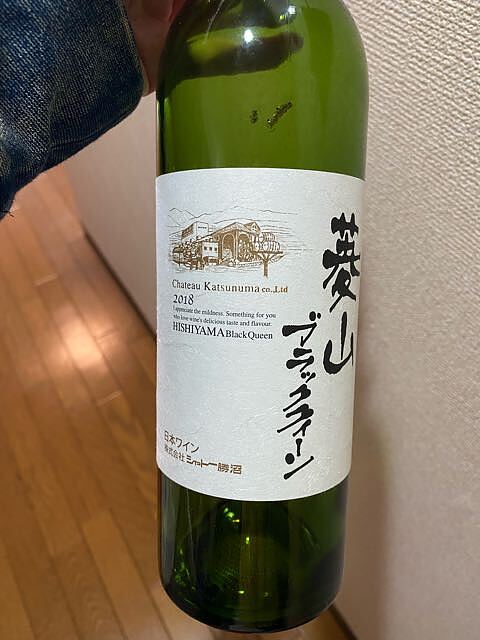 Chateau Katsunuma co.,Ltd
2018
I appreciate the mildness. Something for you
who love wine's delicious taste and flavour.
HISHIYAMA Black Queen
菱山
ブラッククィーン
日本ワイン
株式会社 シャトー勝沼